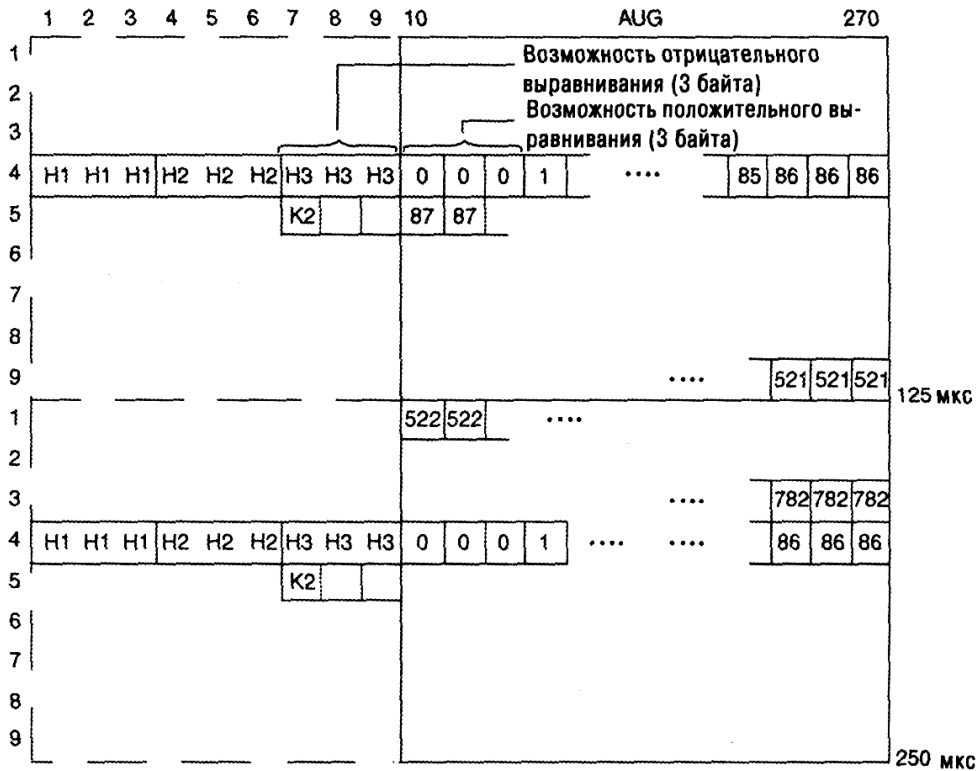 1 2 3 4 5 6 7 8 9 10 AUG 270
1
Возможность отрицательного
выравнивания (3 байта)
2
Возможность положительного вы-
3
равнивания (3 байта)
4 H1 H1 H1 H2 H2 H2 H3 H3 H3 0 0 0 1 .... 85 86 86 86
5 K2 87 87
6
7
8
9 .... 521 521 521
125 мкс
1 522 522 ....
2
3 .... 782 782 782
4 H1 H1 H1 H2 H2 H2 H3 H3 H3 0 0 0 1 .... .... 86 86 86
5 K2
6
7
8
9
250 мкс